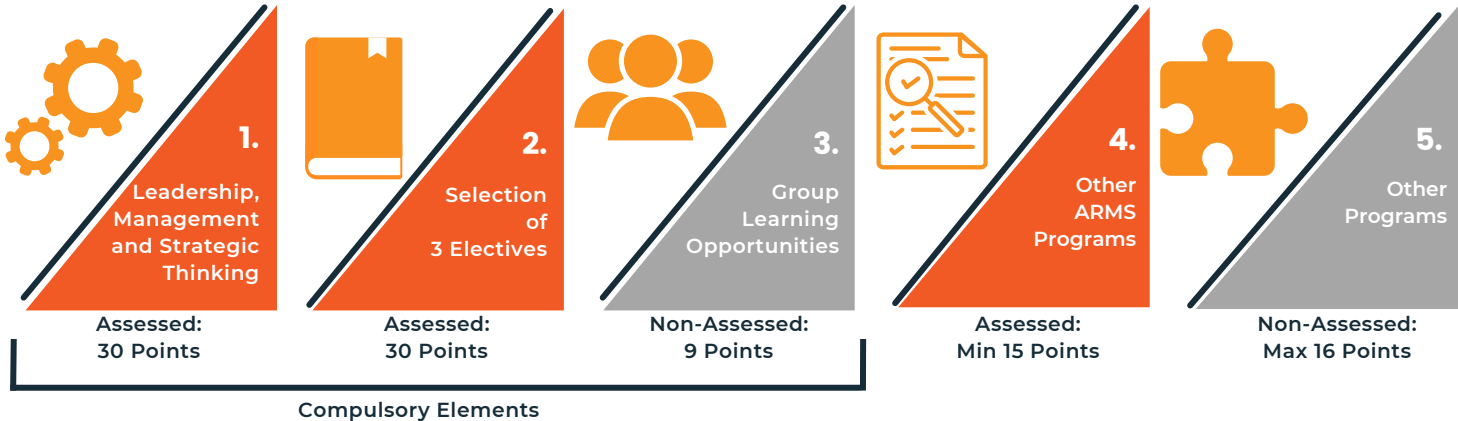 1.
Leadership,
Management
and Strategic
Thinking
Assessed:
30 Points
2.
Selection
of
3 Electives
Assessed:
30 Points
3.
Group
Learning
Opportunities
Non-Assessed:
9 Points
4.
Other
ARMS
Programs
Assessed:
Min 15 Points
5.
Other
Programs
Non-Assessed:
Max 16 Points
Compulsory Elements